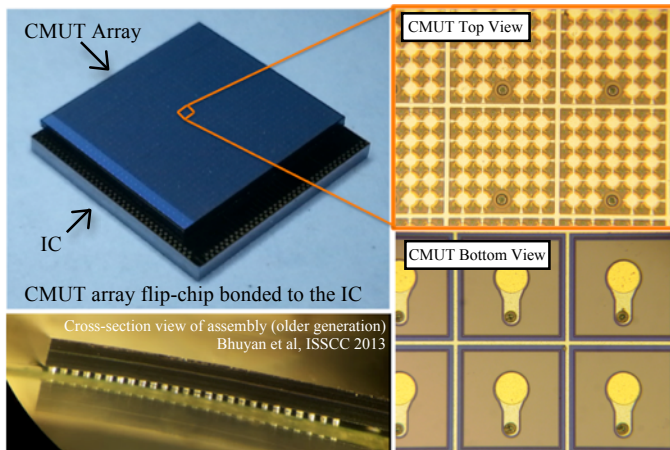 CMUT Array
IC
CMUT array flip-chip bonded to the IC
CMUT Top View
CMUT Bottom View
Cross-section view of assembly (older generation)
Bhuyan et al, ISSCC 2013